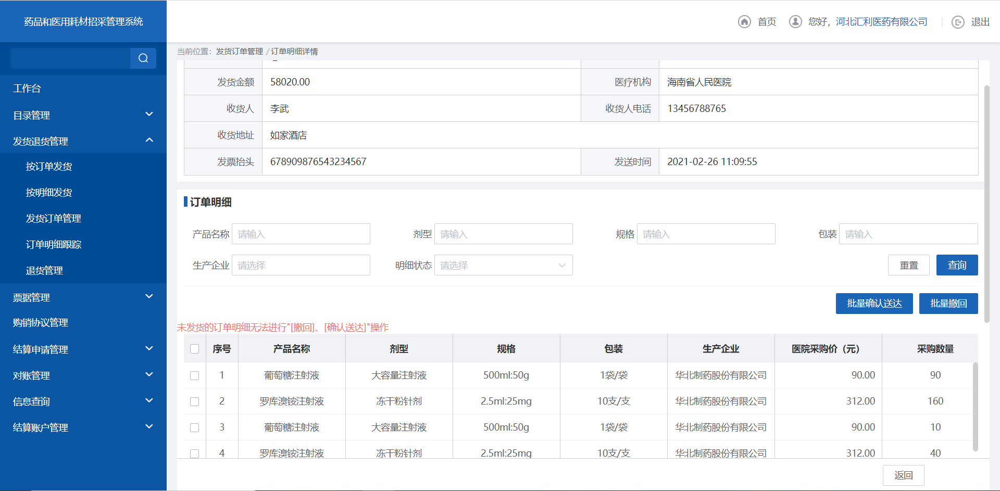 药品和医用耗材招采管理系统
首页
您好，河北汇利医药有限公司
退出
当前位置：发货订单管理 / 订单明细详情
工作台
目录管理
发货退货管理
按订单发货
按明细发货
发货订单管理
订单明细跟踪
退货管理
票据管理
购销协议管理
结算申请管理
对账管理
信息查询
结算账户管理
发货金额 58020.00 医疗机构 海南省人民医院
收货人 李武 收货人电话 13456788765
收货地址 如家酒店
发票抬头 678909876543234567 发送时间 2021-02-26 11:09:55
订单明细
产品名称 请输入 剂型 请输入 规格 请输入 包装 请输入
生产企业 请选择 明细状态 请选择 重置 查询
批量确认送达 批量撤回
未发货的订单明细无法进行"[撤回]、[确认送达]"操作
序号 产品名称 剂型 规格 包装 生产企业 医院采购价（元） 采购数量
1 葡萄糖注射液 大容量注射液 500ml:50g 1袋/袋 华北制药股份有限公司 90.00 90
2 罗库溴铵注射液 冻干粉针剂 2.5ml:25mg 10支/支 华北制药股份有限公司 312.00 160
3 葡萄糖注射液 大容量注射液 500ml:50g 1袋/袋 华北制药股份有限公司 90.00 10
4 罗库溴铵注射液 冻干粉针剂 2.5ml:25mg 10支/支 华北制药股份有限公司 312.00 40
返回